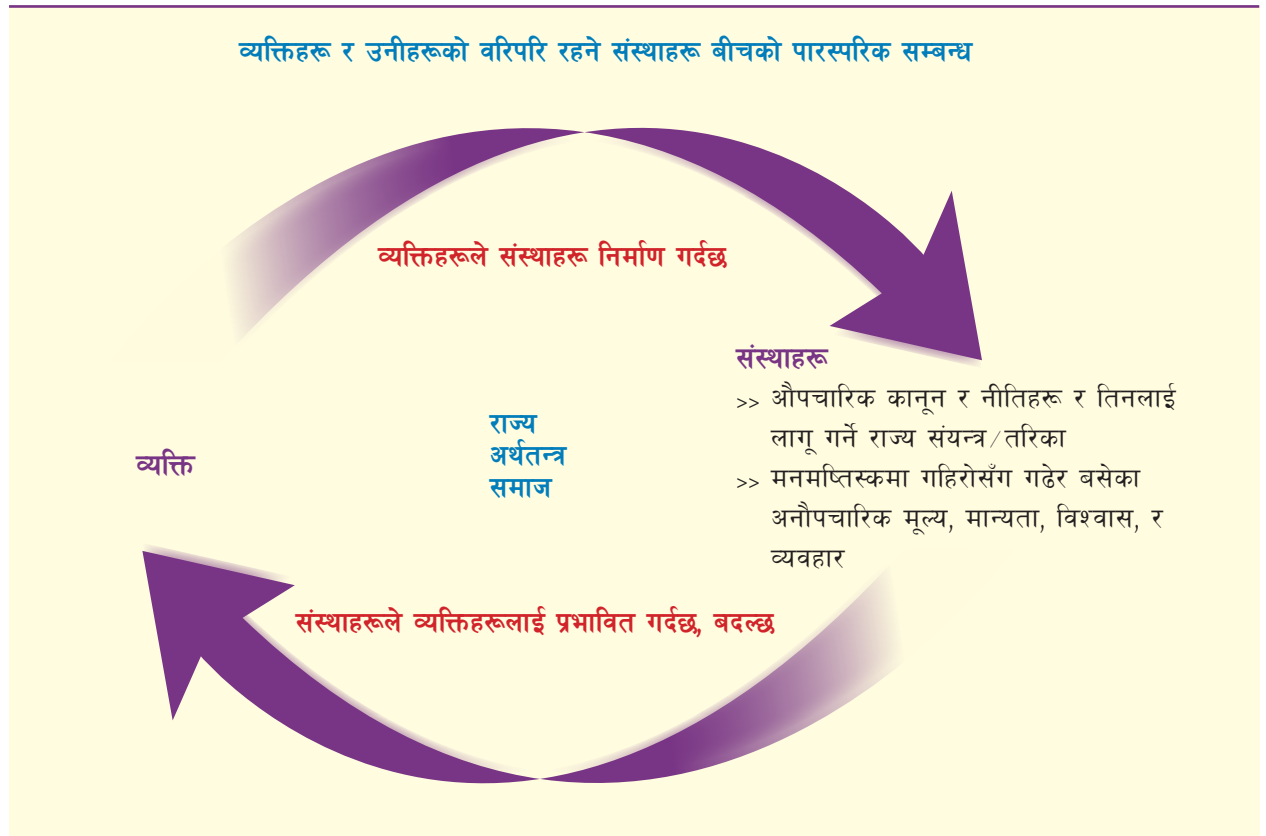 व्यक्तिहरू र उनीहरूको वरिपरि रहने संस्थाहरू बीचको पारस्परिक सम्बन्ध
व्यक्तिहरूले संस्थाहरू निर्माण गर्दछ
संस्थाहरू
>> औपचारिक कानून र नीतिहरू र तिनलाई
लागू गर्ने राज्य संयन्त्र/तरिका
>> मनमष्तिस्कमा गहिरोसँग गढेर बसेका
अनौपचारिक मूल्य, मान्यता, विश्वास, र
व्यवहार
राज्य
अर्थतन्त्र
समाज
व्यक्ति
संस्थाहरूले व्यक्तिहरूलाई प्रभावित गर्दछ, बदल्छ